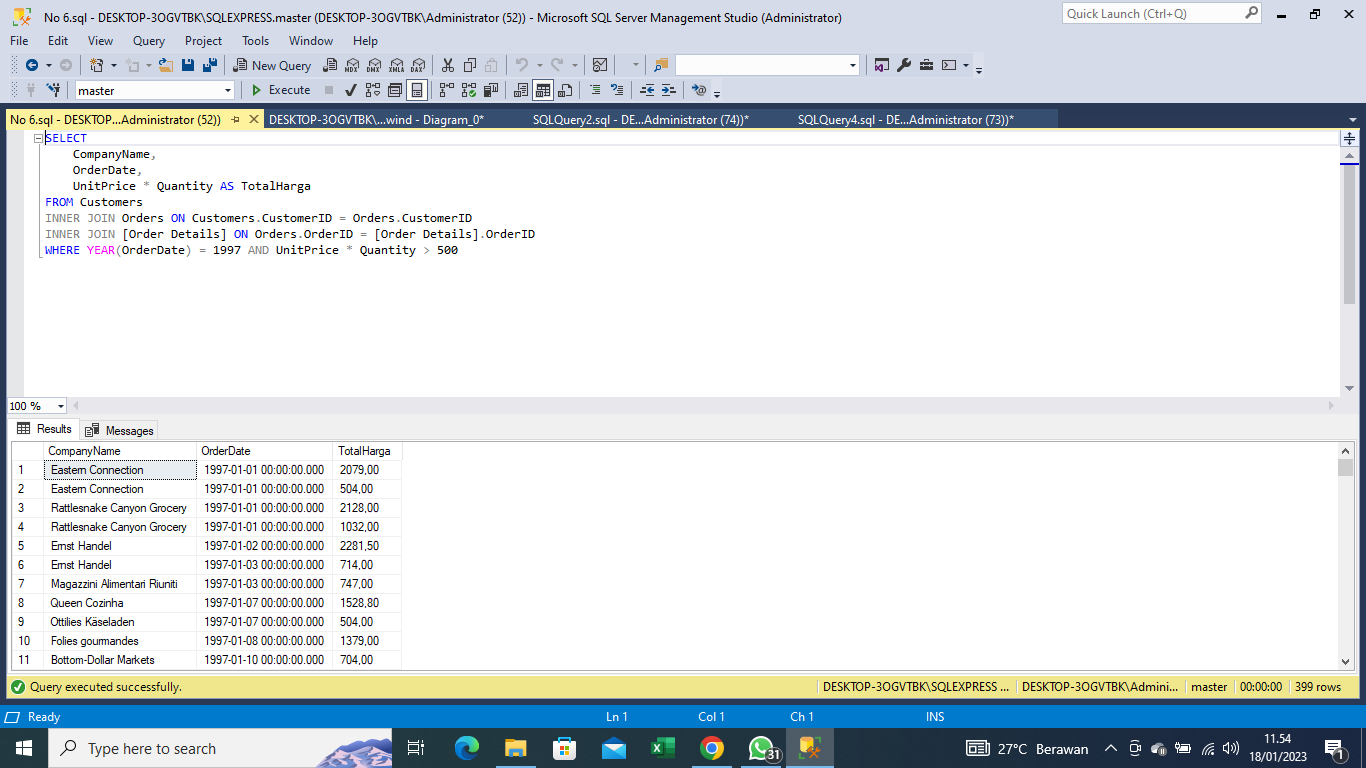 No 6.sql - DESKTOP-3OGVTBK\SQLEXPRESS.master (DESKTOP-3OGVTBK\Administrator (52)) - Microsoft SQL Server Management Studio (Administrator)
Quick Launch (Ctrl+Q)
File Edit View Query Project Tools Window Help
New Query MDX DMX XMLA DAX
master Execute
No 6.sql - DESKTOP...Administrator (52)) DESKTOP-3OGVTBK\...wind - Diagram_0* SQLQuery2.sql - DE...Administrator (74))* SQLQuery4.sql - DE...Administrator (73))*
SELECT
CompanyName,
OrderDate,
UnitPrice * Quantity AS TotalHarga
FROM Customers
INNER JOIN Orders ON Customers.CustomerID = Orders.CustomerID
INNER JOIN [Order Details] ON Orders.OrderID = [Order Details].OrderID
WHERE YEAR(OrderDate) = 1997 AND UnitPrice * Quantity > 500
100 %
Results Messages
CompanyName OrderDate TotalHarga
1 Eastern Connection 1997-01-01 00:00:00.000 2079,00
2 Eastern Connection 1997-01-01 00:00:00.000 504,00
3 Rattlesnake Canyon Grocery 1997-01-01 00:00:00.000 2128,00
4 Rattlesnake Canyon Grocery 1997-01-01 00:00:00.000 1032,00
5 Ernst Handel 1997-01-02 00:00:00.000 2281,50
6 Ernst Handel 1997-01-03 00:00:00.000 714,00
7 Magazzini Alimentari Riuniti 1997-01-03 00:00:00.000 747,00
8 Queen Cozinha 1997-01-07 00:00:00.000 1528,80
9 Ottilies Käseladen 1997-01-07 00:00:00.000 504,00
10 Folies gourmandes 1997-01-08 00:00:00.000 1379,00
11 Bottom-Dollar Markets 1997-01-10 00:00:00.000 704,00
Query executed successfully. DESKTOP-3OGVTBK\SQLEXPRESS ... DESKTOP-3OGVTBK\Admini... master 00:00:00 399 rows
Ready Ln 1 Col 1 Ch 1 INS
Type here to search 31 27°C Berawan 11.54
18/01/2023 1